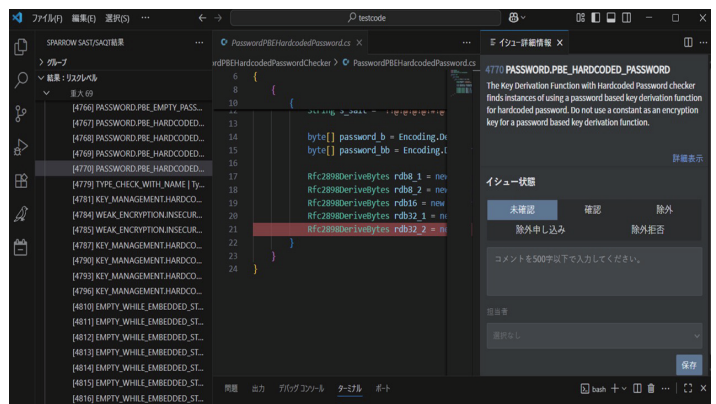 ファイル(F) 編集(E) 選択(S) ··· ← → testcode
SPARROW SAST/SAQT結果 ···
グループ
結果 : リスクレベル
重大 69
[4766] PASSWORD.PBE_EMPTY_PASS...
[4767] PASSWORD.PBE_HARDCODED...
[4768] PASSWORD.PBE_HARDCODED...
[4769] PASSWORD.PBE_HARDCODED...
[4770] PASSWORD.PBE_HARDCODED...
[4779] TYPE_CHECK_WITH_NAME | Ty...
[4781] KEY_MANAGEMENT.HARDCO...
[4784] WEAK_ENCRYPTION.INSECUR...
[4785] WEAK_ENCRYPTION.INSECUR...
[4787] KEY_MANAGEMENT.HARDCO...
[4790] KEY_MANAGEMENT.HARDCO...
[4793] KEY_MANAGEMENT.HARDCO...
[4796] KEY_MANAGEMENT.HARDCO...
[4810] EMPTY_WHILE_EMBEDDED_ST...
[4811] EMPTY_WHILE_EMBEDDED_ST...
[4812] EMPTY_WHILE_EMBEDDED_ST...
[4813] EMPTY_WHILE_EMBEDDED_ST...
[4814] EMPTY_WHILE_EMBEDDED_ST...
[4815] EMPTY_WHILE_EMBEDDED_ST...
[4816] EMPTY_WHILE_EMBEDDED_ST...
PasswordPBEHardcodedPassword.cs ×
rdPBEHardcodedPasswordChecker > PasswordPBEHardcodedPassword.cs
6 {
8 {
10 {
13
14 byte[] password_b = Encoding.De
15 byte[] password_bb = Encoding.
16
17 Rfc2898DeriveBytes rdb8_1 = new
18 Rfc2898DeriveBytes rdb8_2 = new
19 Rfc2898DeriveBytes rdb16 = new
20 Rfc2898DeriveBytes rdb32_1 = ne
21 Rfc2898DeriveBytes rdb32_2 = ne
22 }
23 }
24 }
問題 出力 デバッグ コンソール ターミナル ポート
bash
イシュー詳細情報 ×
4770 PASSWORD.PBE_HARDCODED_PASSWORD
The Key Derivation Function with Hardcoded Password checker
finds instances of using a password based key derivation function
for hardcoded password. Do not use a constant as an encryption
key for a password based key derivation function.
詳細表示
イシュー状態
未確認 確認 除外
除外申し込み 除外拒否
コメントを500字以下で入力してください。
担当者
選択なし
保存